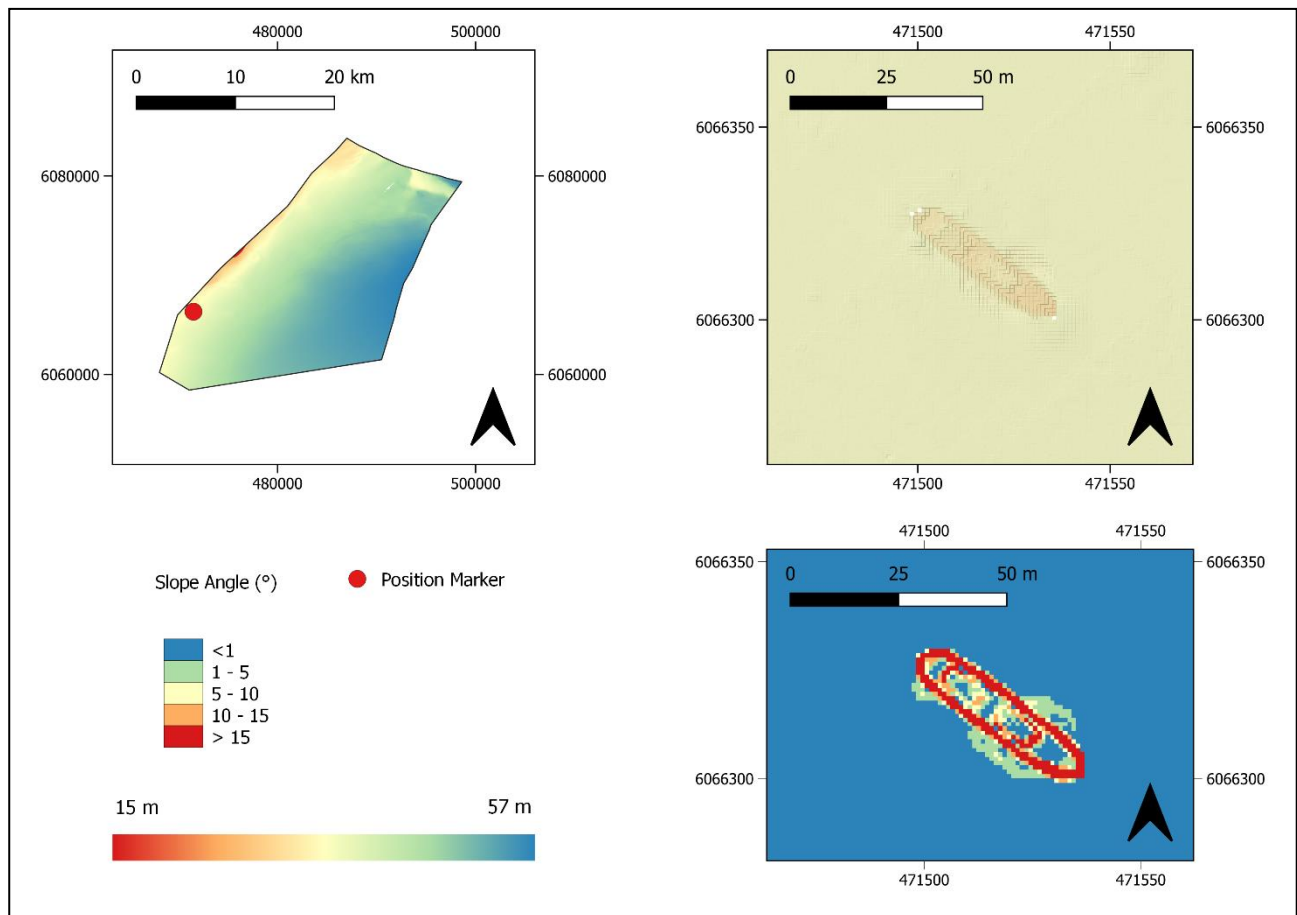 480000 500000
0 10 20 km
6080000 6080000
6060000 6060000
480000 500000
471500 471550
0 25 50 m
6066350 6066350
6066300 6066300
471500 471550
Slope Angle (°)
Position Marker
<1
1 - 5
5 - 10
10 - 15
> 15
15 m 57 m
471500 471550
6066350 6066350
0 25 50 m
6066300 6066300
471500 471550